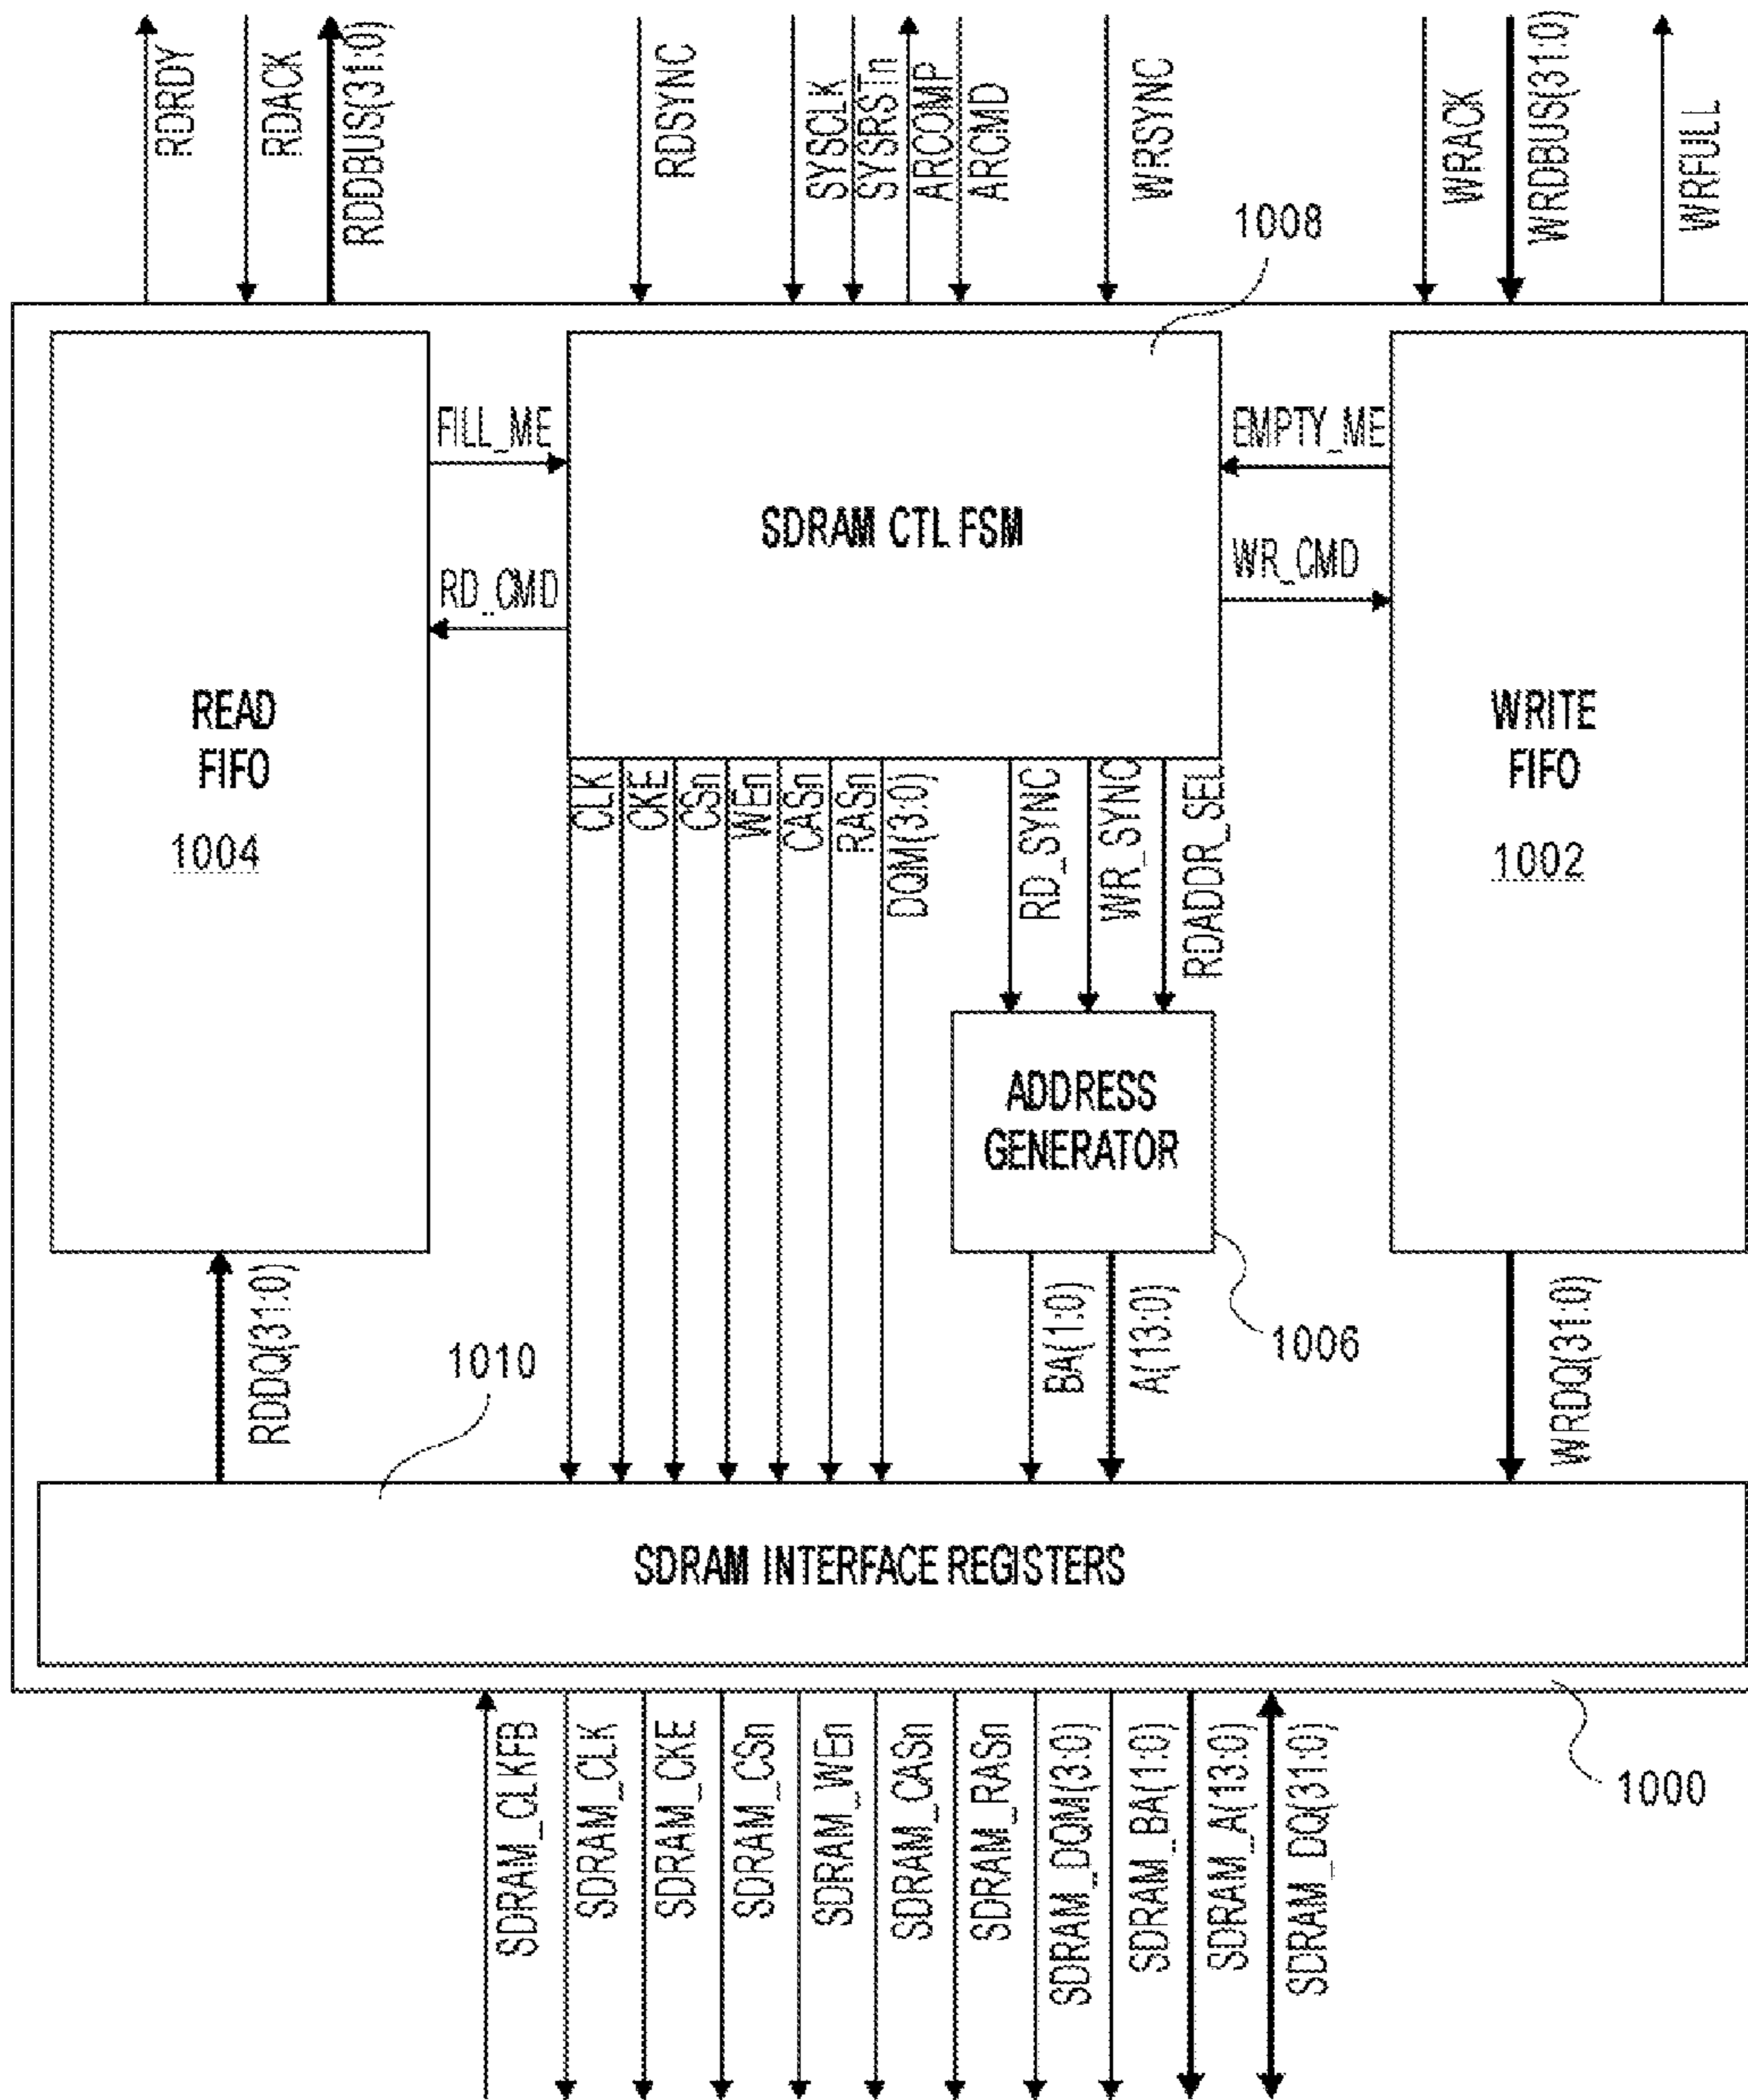 RDRDY
RDACK
RDDBUS(31:0)
RDSYNC
SYSCLK
SYSRSTn
ARCOMP
ARCMD
WRSYNC
WRACK
WRDBUS(31:0)
WRFULL
1008
FILL_ME
EMPTY_ME
SDRAM CTL FSM
RD_CMD
WR_CMD
READ
FIFO
1004
WRITE
FIFO
1002
CLK
CKE
CSn
WEn
CASn
RASn
DQM(3:0)
RD_SYNC
WR_SYNC
RDADDR_SEL
ADDRESS
GENERATOR
1006
RDDQ(31:0)
1010
BA(1:0)
A(13:0)
WRDQ(31:0)
SDRAM INTERFACE REGISTERS
SDRAM_CLKFB
SDRAM_CLK
SDRAM_CKE
SDRAM_CSn
SDRAM_WEn
SDRAM_CASn
SDRAM_RASn
SDRAM_DQM(3:0)
SDRAM_BA(1:0)
SDRAM_A(13:0)
SDRAM_DQ(31:0)
1000